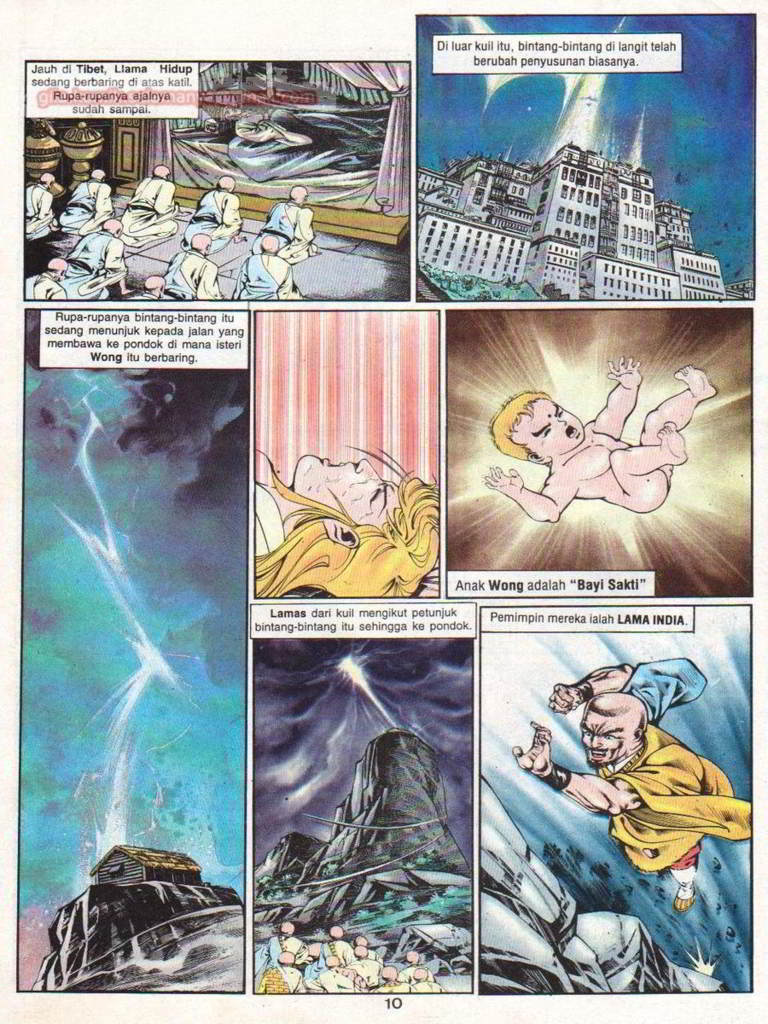 Jauh di Tibet, Llama Hidup
sedang berbaring di atas katil.
Rupa-rupanya ajalnya
sudah sampai.
Di luar kuil itu, bintang-bintang di langit telah
berubah penyusunan biasanya.
Rupa-rupanya bintang-bintang itu
sedang menunjuk kepada jalan yang
membawa ke pondok di mana isteri
Wong itu berbaring.
Anak Wong adalah “Bayi Sakti”
Lamas dari kuil mengikut petunjuk
bintang-bintang itu sehingga ke pondok.
Pemimpin mereka ialah LAMA INDIA.
10